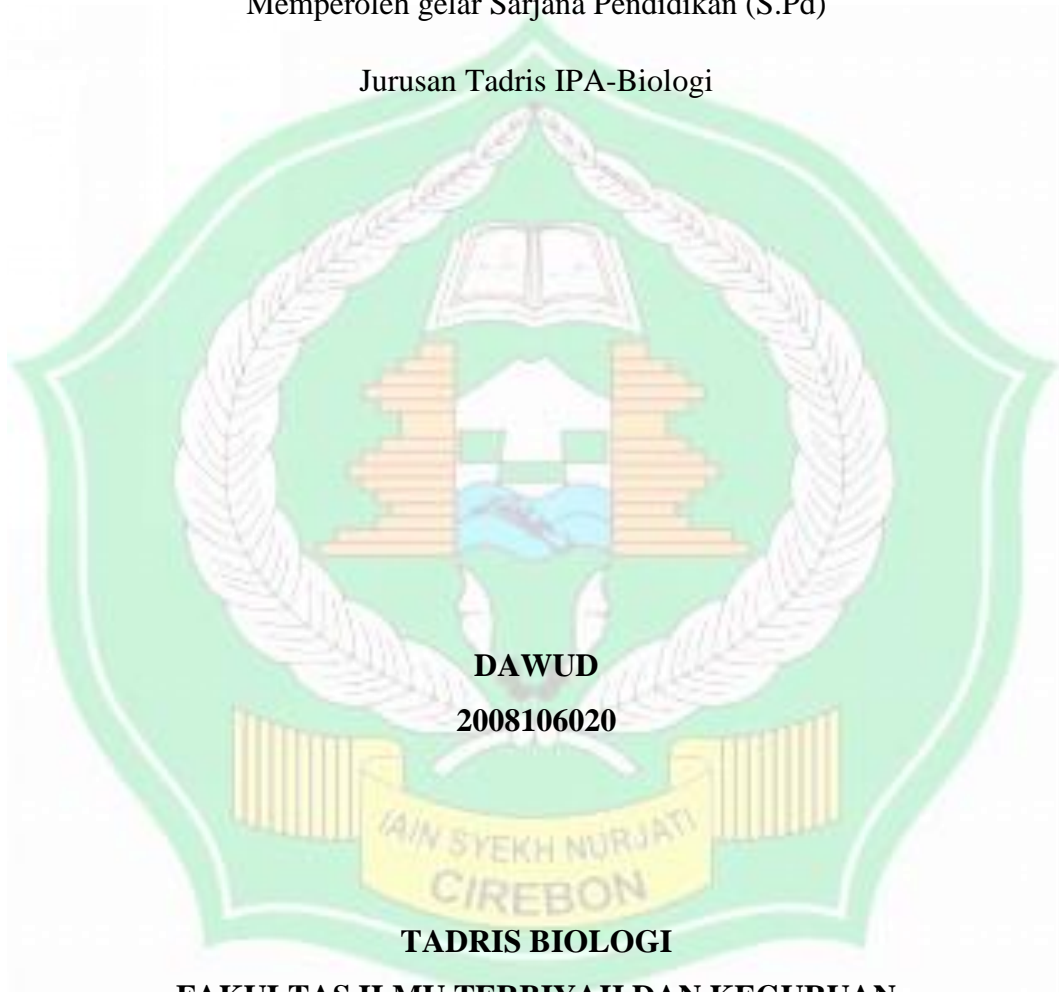 Memperoleh gelar Sarjana Pendidikan (S.Pd)
Jurusan Tadris IPA-Biologi
DAWUD
2008106020
IAIN SYEKH NURJATI
CIREBON
TADRIS BIOLOGI
FAKULTAS ILMU TERBIYAH DAN KEGURUAN